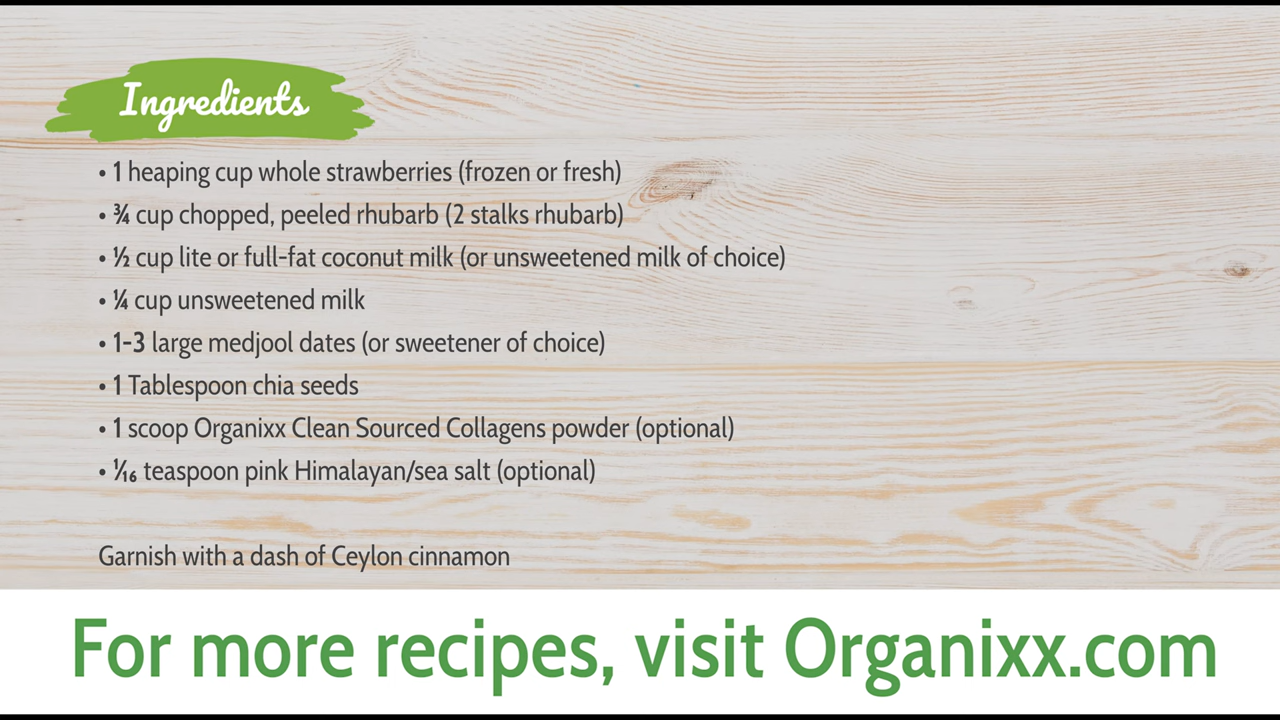 Ingredients
• 1 heaping cup whole strawberries (frozen or fresh)
• ¾ cup chopped, peeled rhubarb (2 stalks rhubarb)
• ½ cup lite or full-fat coconut milk (or unsweetened milk of choice)
• ¼ cup unsweetened milk
• 1-3 large medjool dates (or sweetener of choice)
• 1 Tablespoon chia seeds
• 1 scoop Organixx Clean Sourced Collagens powder (optional)
• ¹⁄₁₆ teaspoon pink Himalayan/sea salt (optional)
Garnish with a dash of Ceylon cinnamon
For more recipes, visit Organixx.com